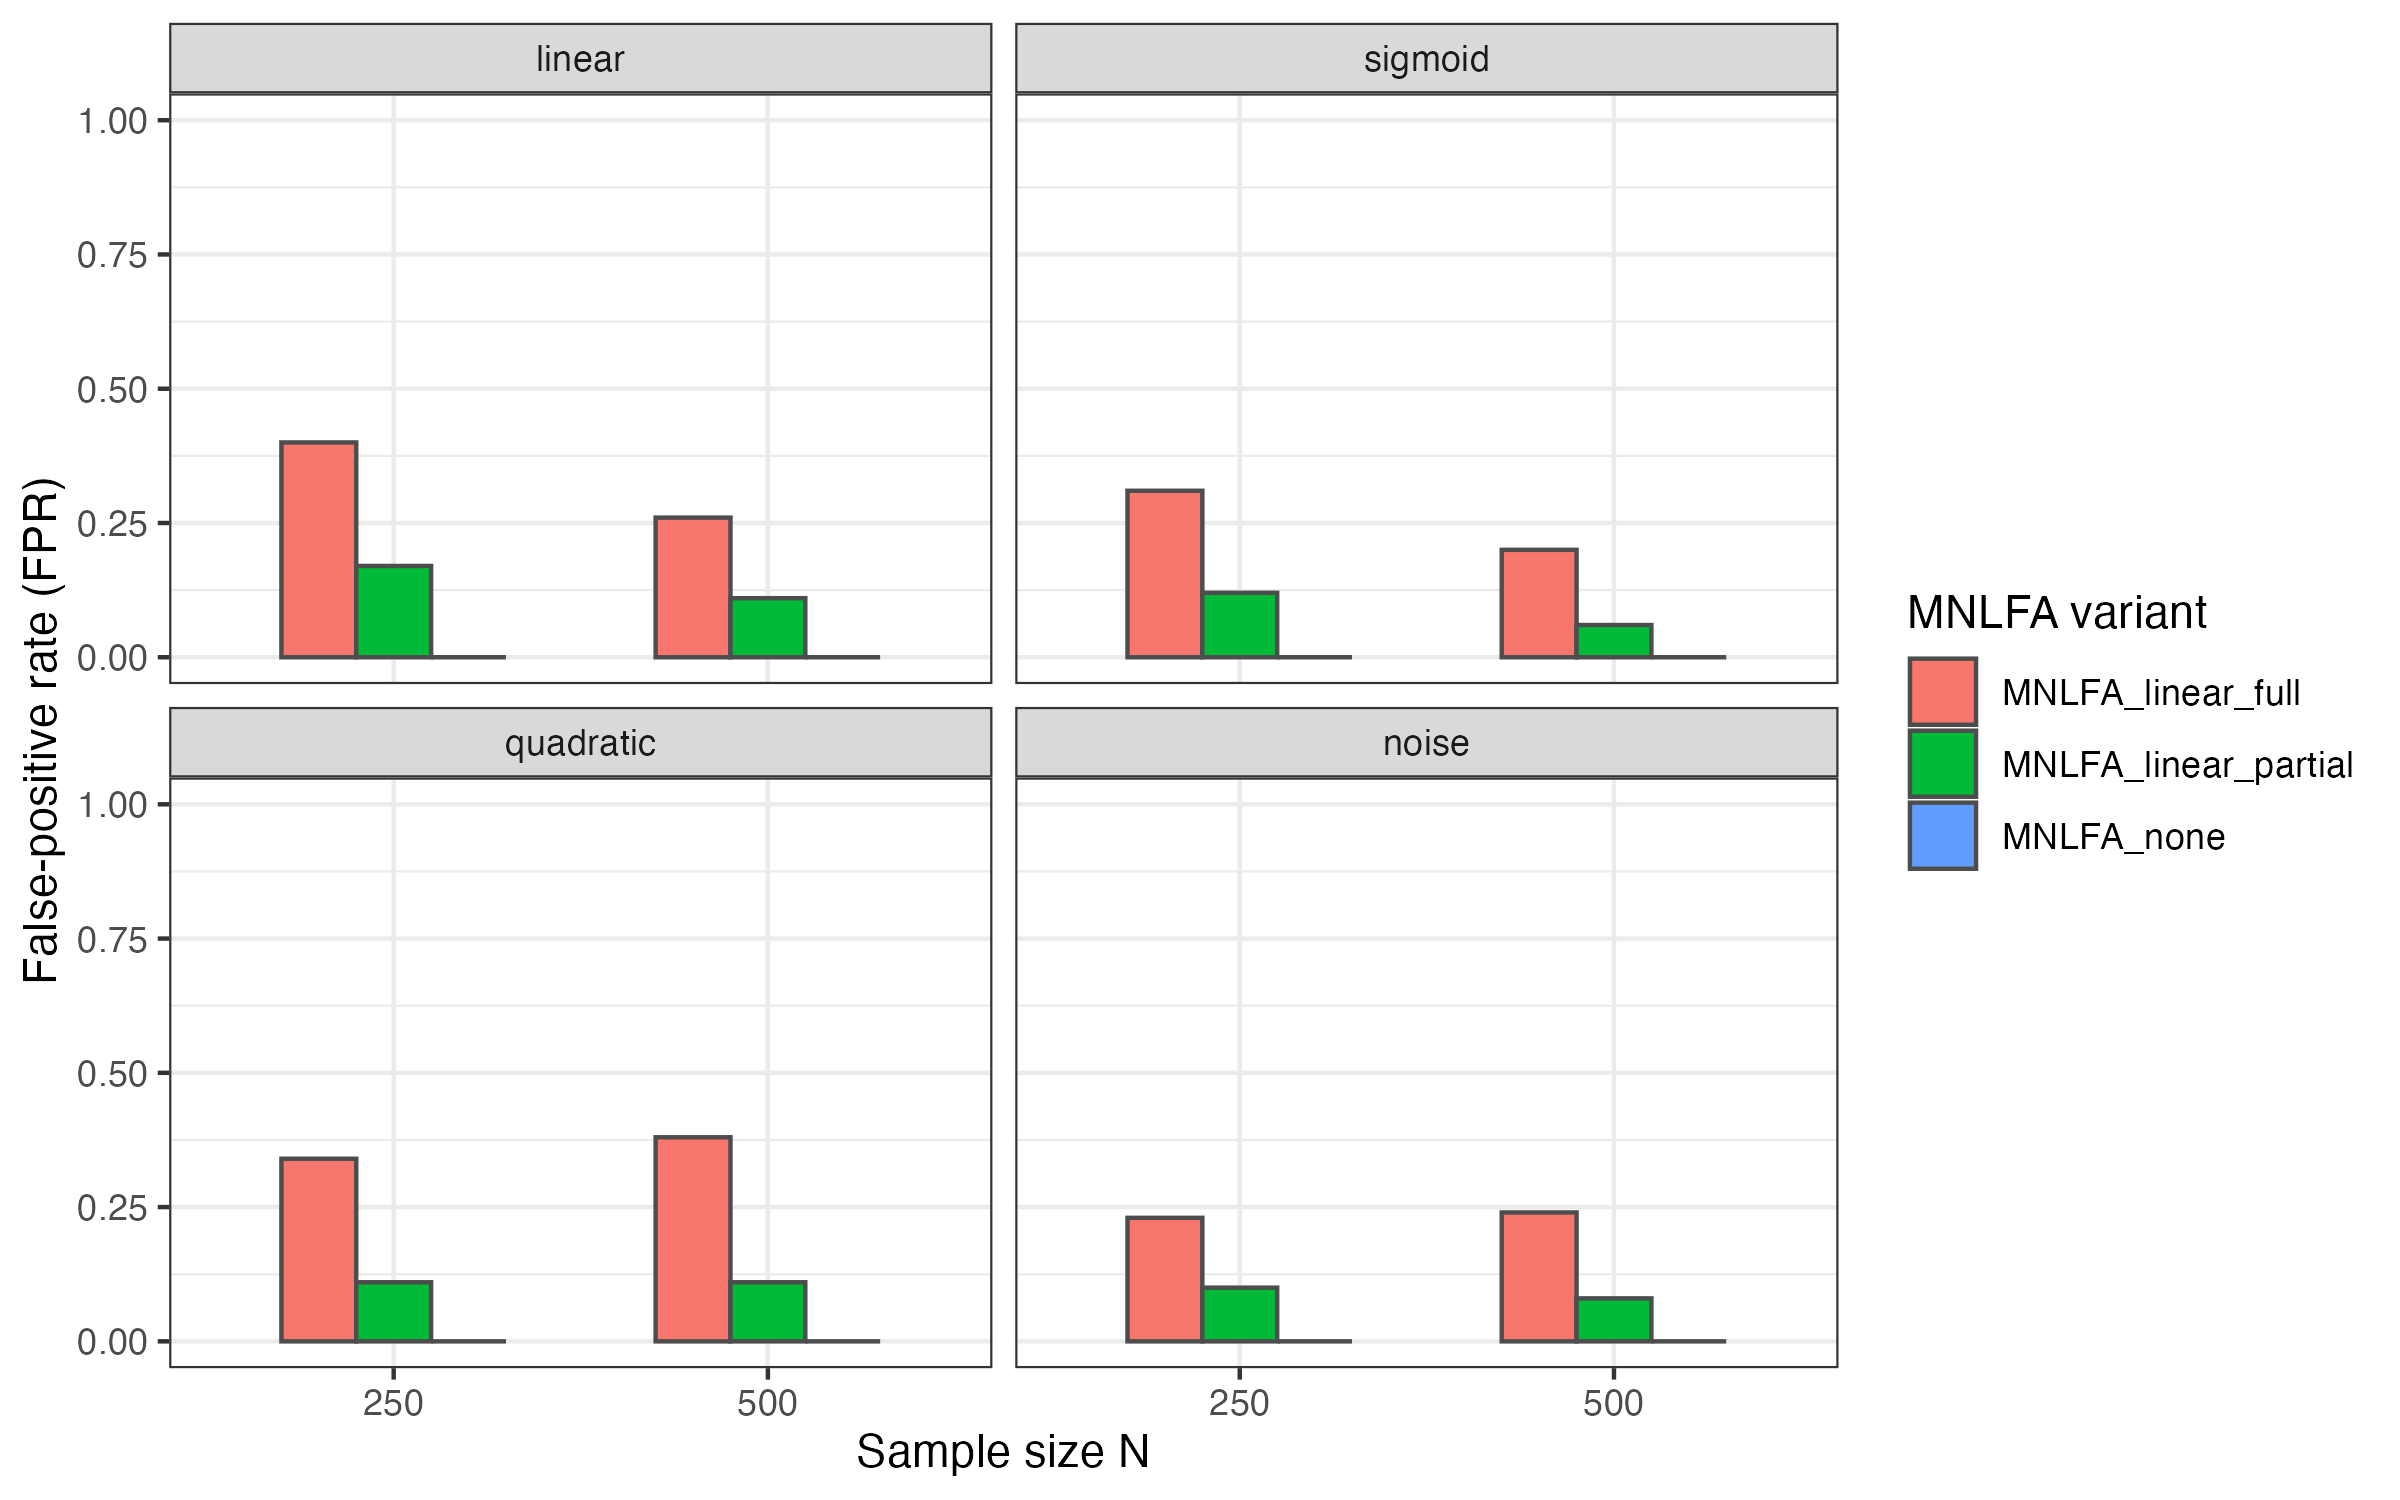 linear
sigmoid
1.00
0.75
0.50
0.25
0.00
quadratic
noise
1.00
0.75
0.50
0.25
0.00
250
500
250
500
Sample size N
False-positive rate (FPR)
MNLFA variant
MNLFA_linear_full
MNLFA_linear_partial
MNLFA_none